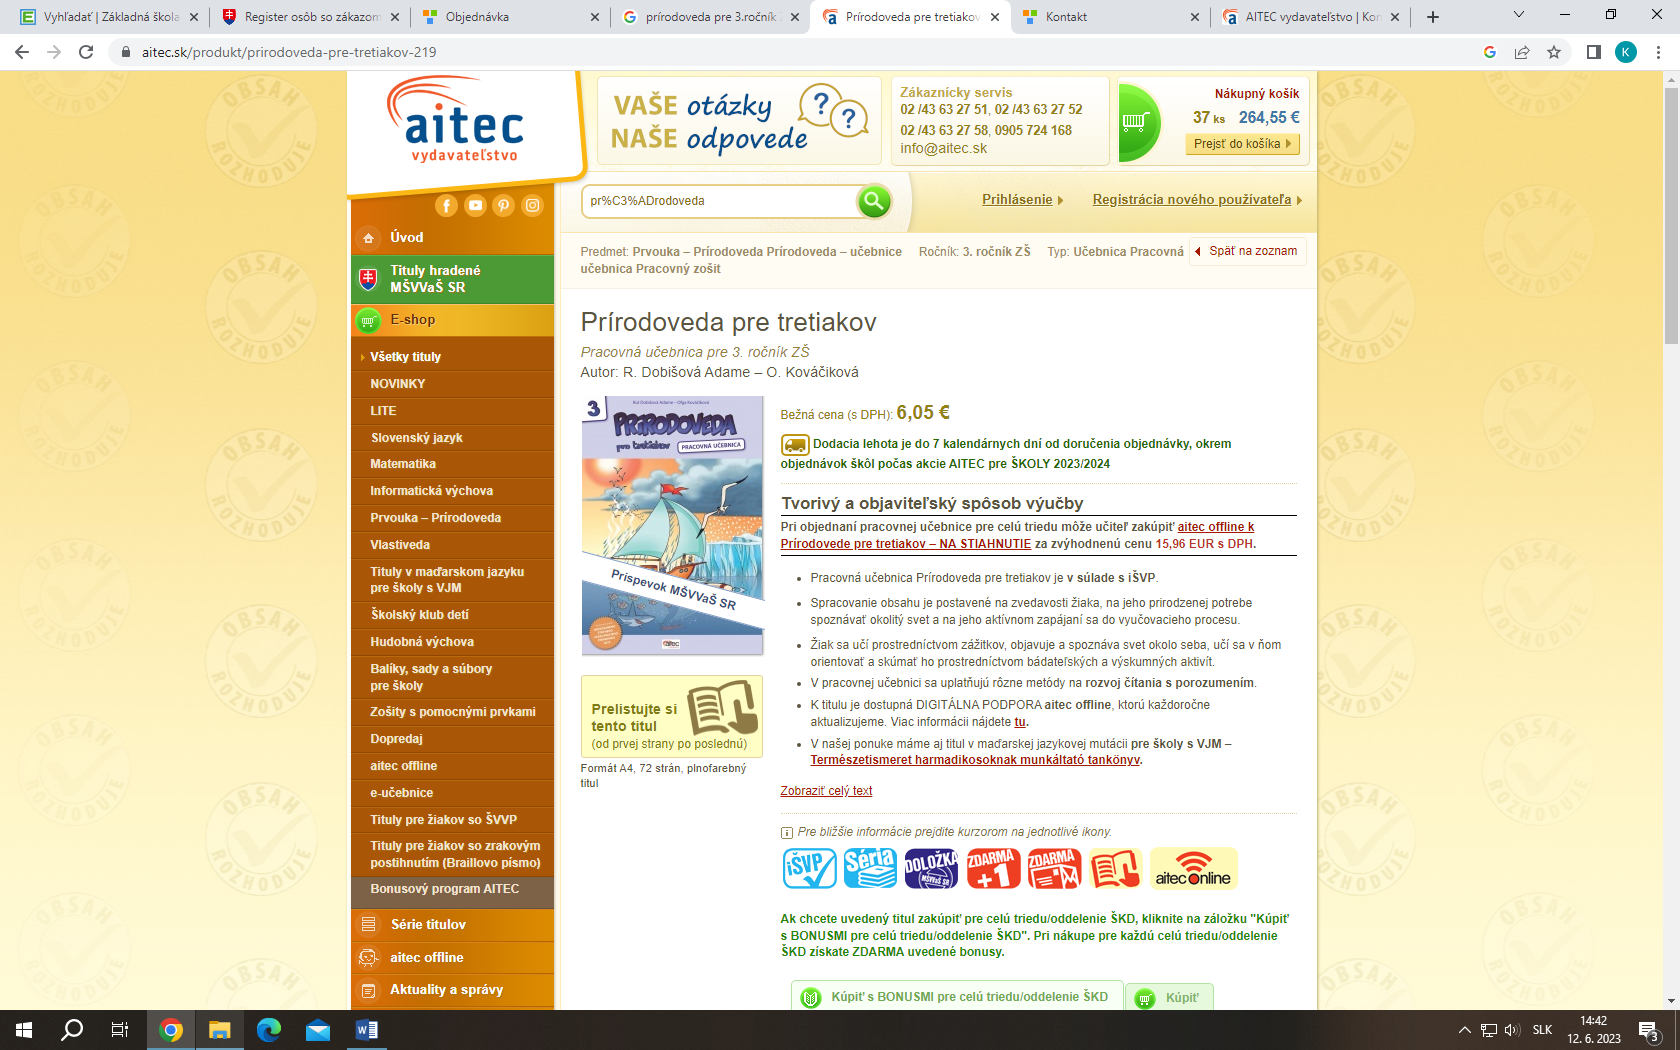 Vyhľadať | Základná škola
Register osôb so zákazom
Objednávka
prírodoveda pre 3.ročník
Prírodoveda pre tretiakov
Kontakt
AITEC vydavateľstvo | Kon
aitec.sk/produkt/prirodoveda-pre-tretiakov-219
K
aitec
vydavateľstvo
VAŠE otázky
NAŠE odpovede
Zákaznícky servis
02 /43 63 27 51, 02 /43 63 27 52
02 /43 63 27 58, 0905 724 168
info@aitec.sk
Nákupný košík
37 ks 264,55 €
Prejsť do košíka
pr%C3%ADrodoveda
Prihlásenie
Registrácia nového používateľa
Úvod
Tituly hradené
MŠVVaŠ SR
E-shop
Všetky tituly
NOVINKY
LITE
Slovenský jazyk
Matematika
Informatická výchova
Prvouka – Prírodoveda
Vlastiveda
Tituly v maďarskom jazyku
pre školy s VJM
Školský klub detí
Hudobná výchova
Balíky, sady a súbory
pre školy
Zošity s pomocnými prvkami
Dopredaj
aitec offline
e-učebnice
Tituly pre žiakov so ŠVVP
Tituly pre žiakov so zrakovým
postihnutím (Braillovo písmo)
Bonusový program AITEC
Série titulov
aitec offline
Aktuality a správy
Predmet: Prvouka – Prírodoveda Prírodoveda – učebnice Ročník: 3. ročník ZŠ Typ: Učebnica Pracovná
učebnica Pracovný zošit
Späť na zoznam
Prírodoveda pre tretiakov
Pracovná učebnica pre 3. ročník ZŠ
Autor: R. Dobišová Adame – O. Kováčiková
3
PRÍRODOVEDA
pre tretiakov
PRACOVNÁ UČEBNICA
Príspevok MŠVVaŠ SR
aitec
Prelistujte si
tento titul
(od prvej strany po poslednú)
Formát A4, 72 strán, plnofarebný
titul
Bežná cena (s DPH): 6,05 €
Dodacia lehota je do 7 kalendárnych dní od doručenia objednávky, okrem
objednávok škôl počas akcie AITEC pre ŠKOLY 2023/2024
Tvorivý a objaviteľský spôsob výučby
Pri objednaní pracovnej učebnice pre celú triedu môže učiteľ zakúpiť aitec offline k
Prírodovede pre tretiakov – NA STIAHNUTIE za zvýhodnenú cenu 15,96 EUR s DPH.
• Pracovná učebnica Prírodoveda pre tretiakov je v súlade s iŠVP.
• Spracovanie obsahu je postavené na zvedavosti žiaka, na jeho prirodzenej potrebe
spoznávať okolitý svet a na jeho aktívnom zapájaní sa do vyučovacieho procesu.
• Žiak sa učí prostredníctvom zážitkov, objavuje a spoznáva svet okolo seba, učí sa v ňom
orientovať a skúmať ho prostredníctvom bádateľských a výskumných aktivít.
• V pracovnej učebnici sa uplatňujú rôzne metódy na rozvoj čítania s porozumením.
• K titulu je dostupná DIGITÁLNA PODPORA aitec offline, ktorú každoročne
aktualizujeme. Viac informácii nájdete tu.
• V našej ponuke máme aj titul v maďarskej jazykovej mutácii pre školy s VJM –
Természetismeret harmadikosoknak munkáltató tankönyv.
Zobraziť celý text
Pre bližšie informácie prejdite kurzorom na jednotlivé ikony.
iŠVP
Séria
DOLOŽKA
MŠVVaŠ SR
ZDARMA
+1
ZDARMA
aitec Online
Ak chcete uvedený titul zakúpiť pre celú triedu/oddelenie ŠKD, kliknite na záložku "Kúpiť
s BONUSMI pre celú triedu/oddelenie ŠKD". Pri nákupe pre každú celú triedu/oddelenie
ŠKD získate ZDARMA uvedené bonusy.
Kúpiť s BONUSMI pre celú triedu/oddelenie ŠKD
Kúpiť
OBSAH
ROZHODUJE
SLK
14:42
12. 6. 2023
3